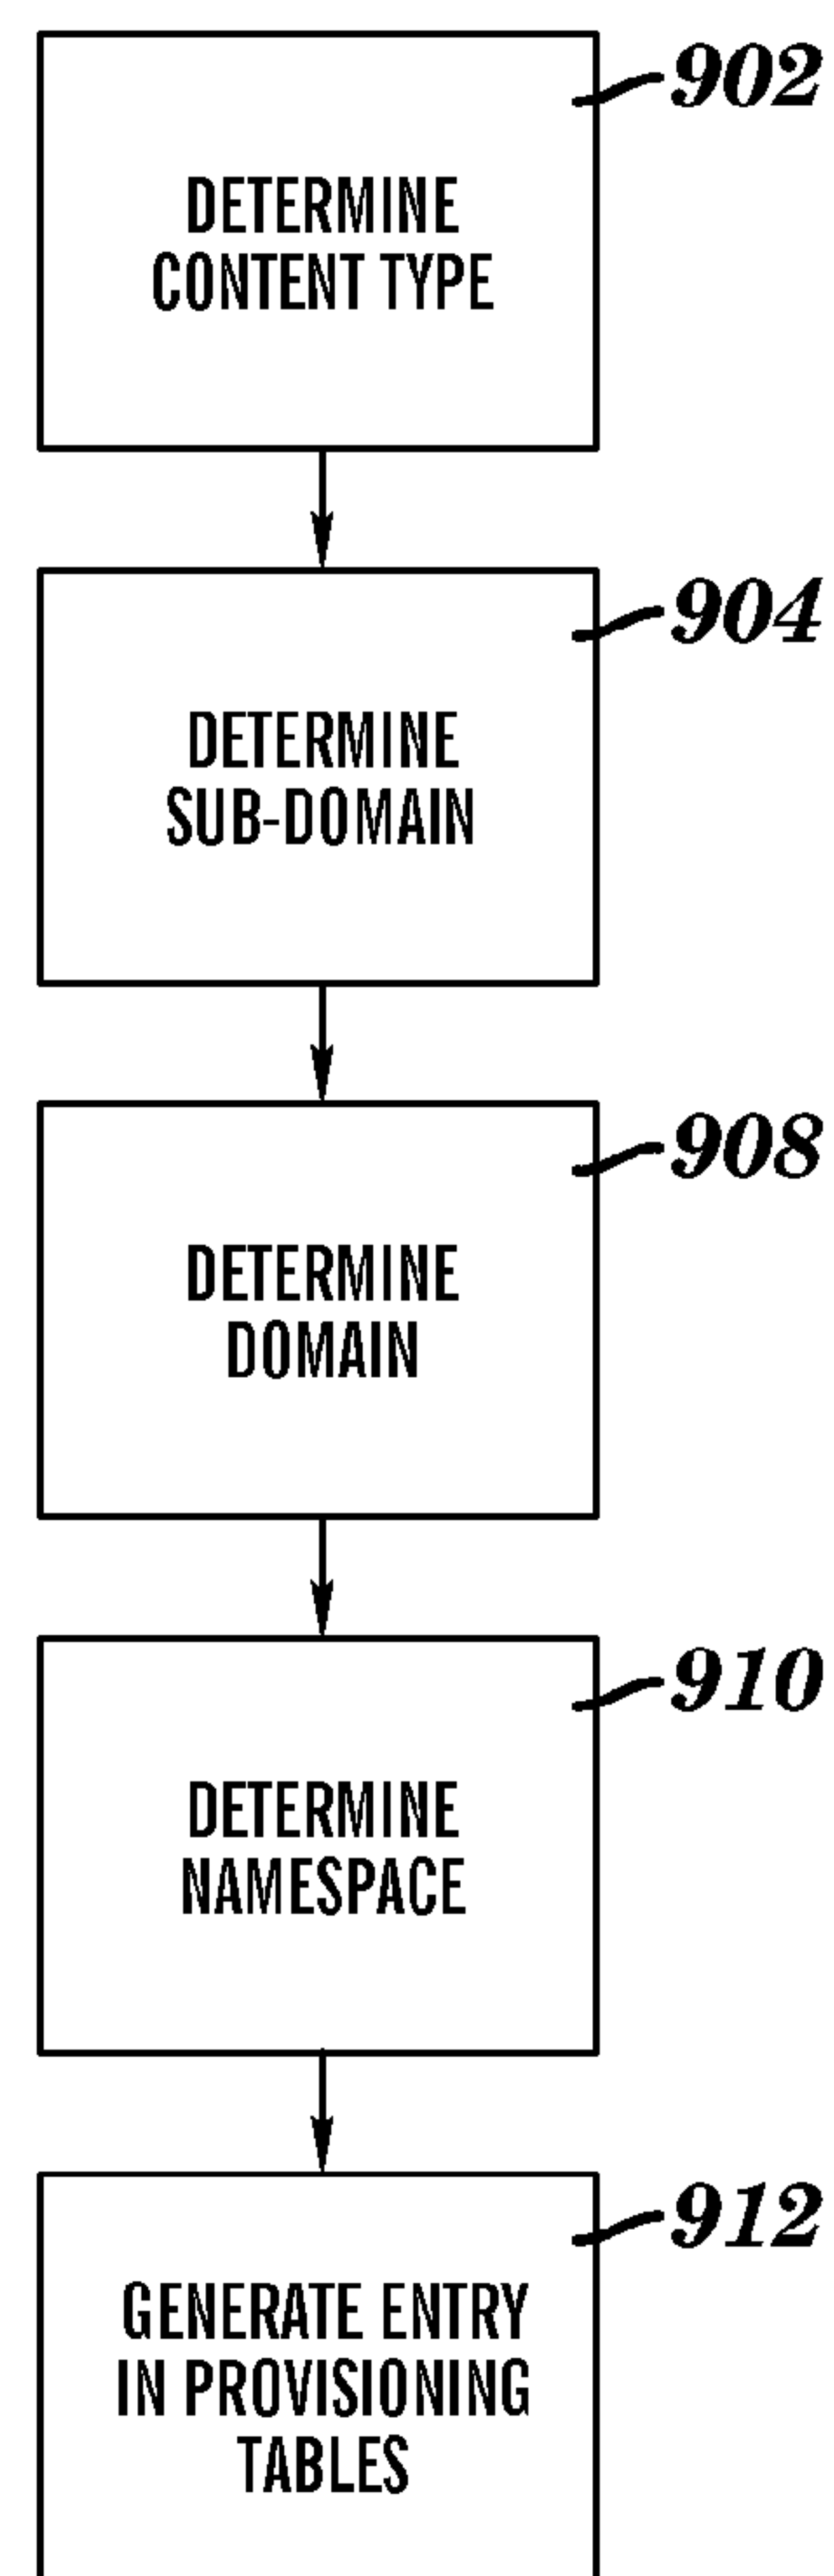 902
DETERMINE
CONTENT TYPE
904
DETERMINE
SUB-DOMAIN
908
DETERMINE
DOMAIN
910
DETERMINE
NAMESPACE
912
GENERATE ENTRY
IN PROVISIONING
TABLES